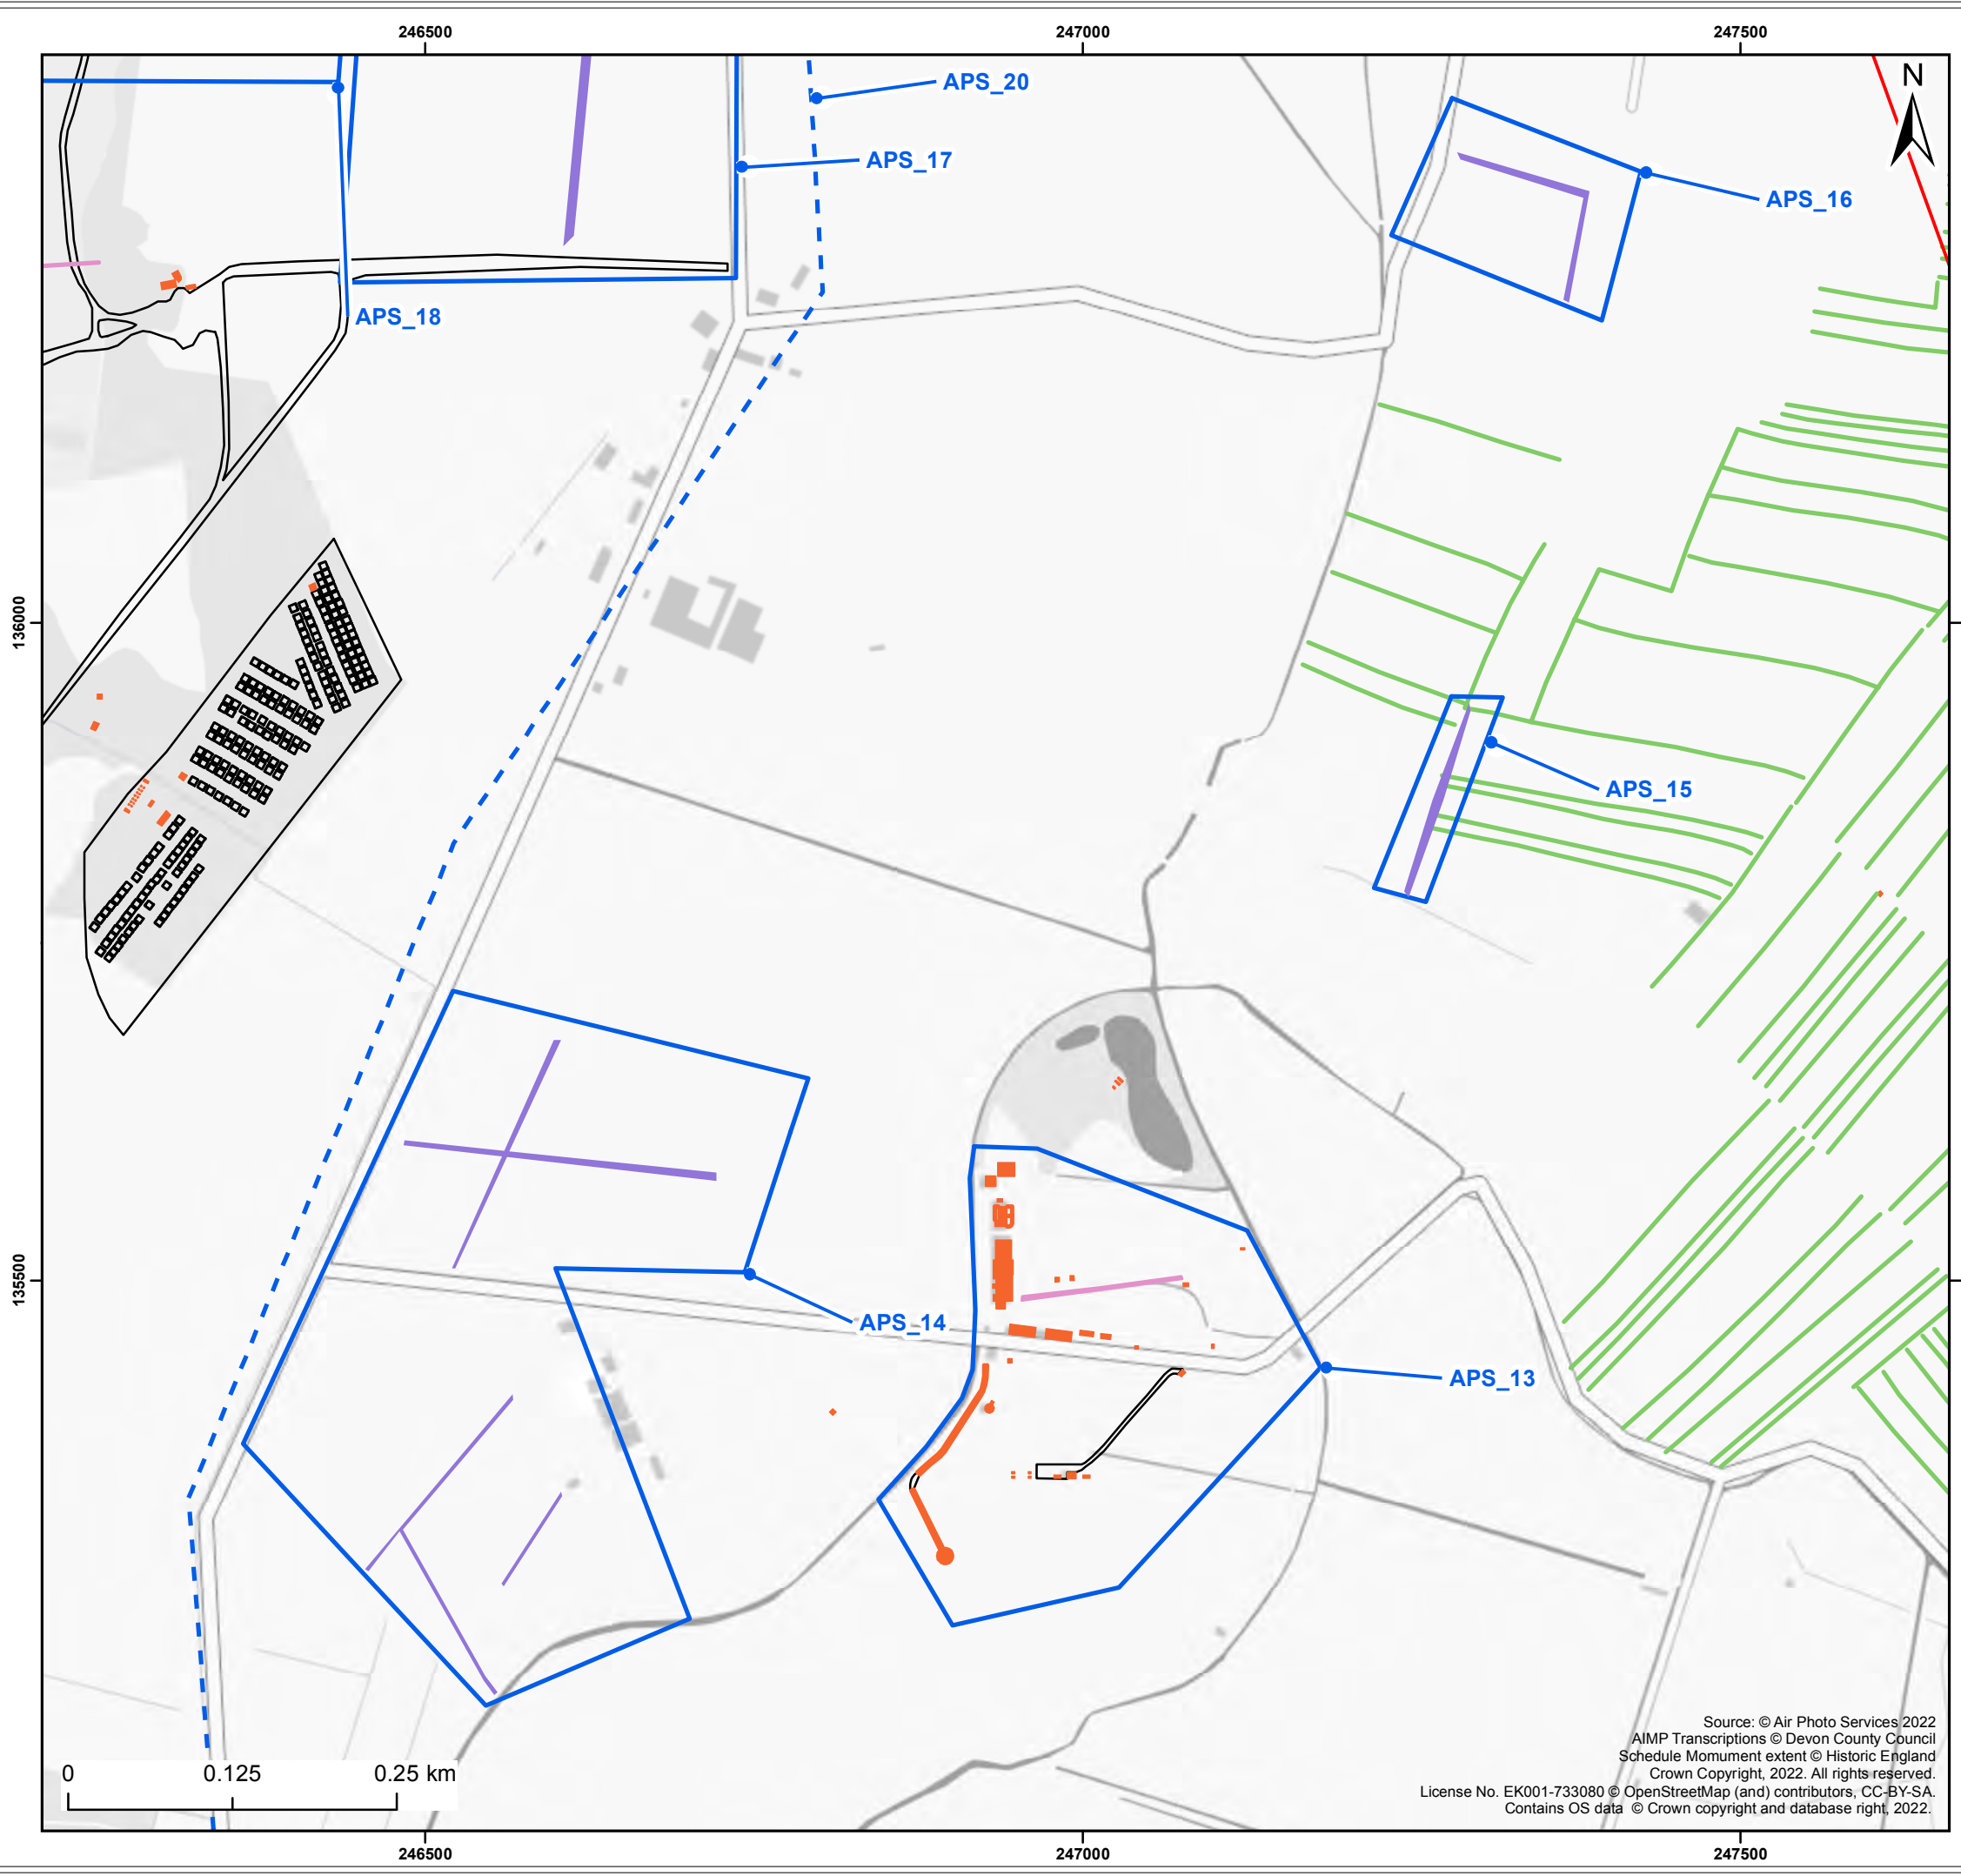 246500
247000
247500
N
APS_20
APS_17
APS_16
APS_18
136000
APS_15
135500
APS_14
APS_13
Source: © Air Photo Services 2022
AIMP Transcriptions © Devon County Council
Schedule Momument extent © Historic England
Crown Copyright, 2022. All rights reserved.
License No. EK001-733080 © OpenStreetMap (and) contributors, CC-BY-SA.
Contains OS data © Crown copyright and database right, 2022.
0 0.125 0.25 km
246500
247000
247500